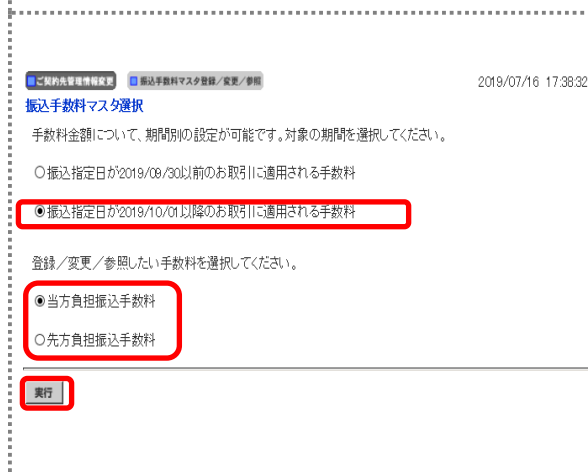 ご契約先管理情報変更 振込手数料マスタ登録/変更/参照 2019/07/16 17:38:32
振込手数料マスタ選択
手数料金額について、期間別の設定が可能です。対象の期間を選択してください。
○振込指定日が2019/09/30以前のお取引に適用される手数料
◉振込指定日が2019/10/01以降のお取引に適用される手数料
登録/変更/参照したい手数料を選択してください。
◉当方負担振込手数料
○先方負担振込手数料
実行